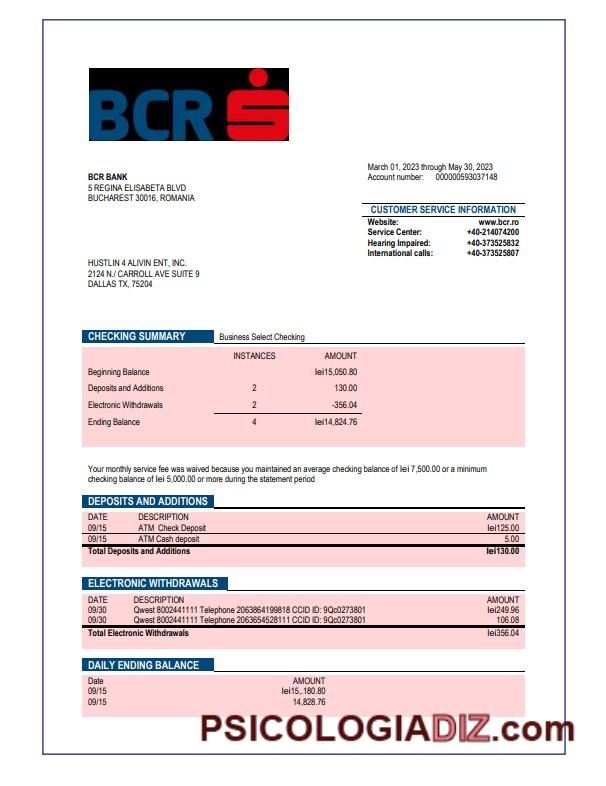 BCR
BCR BANK
5 REGINA ELISABETA BLVD
BUCHAREST 30016, ROMANIA
March 01, 2023 through May 30, 2023
Account number: 000000593037148
CUSTOMER SERVICE INFORMATION
Website: www.bcr.ro
Service Center: +40-214074200
Hearing Impaired: +40-373525832
International calls: +40-373525807
HUSTLIN 4 ALIVIN ENT, INC.
2124 N./ CARROLL AVE SUITE 9
DALLAS TX, 75204
CHECKING SUMMARY Business Select Checking
INSTANCES AMOUNT
Beginning Balance lei15,050.80
Deposits and Additions 2 130.00
Electronic Withdrawals 2 -356.04
Ending Balance 4 lei14,824.76
Your monthly service fee was waived because you maintained an average checking balance of lei 7,500.00 or a minimum
checking balance of lei 5,000.00 or more during the statement period
DEPOSITS AND ADDITIONS
DATE DESCRIPTION AMOUNT
09/15 ATM Check Deposit lei125.00
09/15 ATM Cash deposit 5.00
Total Deposits and Additions lei130.00
ELECTRONIC WITHDRAWALS
DATE DESCRIPTION AMOUNT
09/30 Qwest 8002441111 Telephone 2063864199818 CCID ID: 9Qc0273801 lei249.96
09/30 Qwest 8002441111 Telephone 2063654528111 CCID ID: 9Qc0273801 106.08
Total Electronic Withdrawals lei356.04
DAILY ENDING BALANCE
Date AMOUNT
09/15 lei15,.180.80
09/15 14,828.76
PSICOLOGIADIZ.com